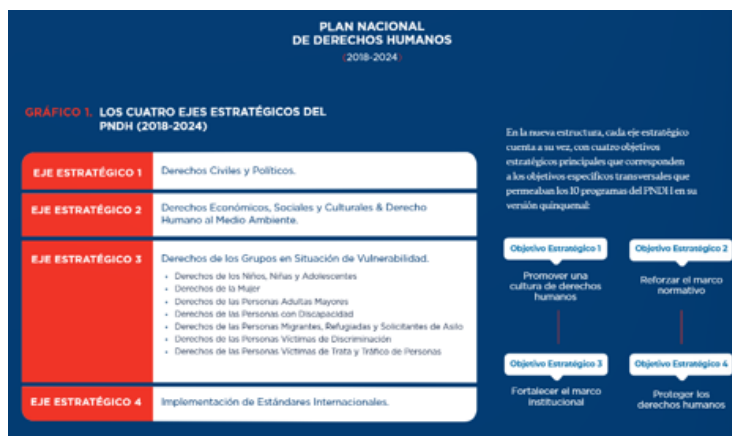 PLAN NACIONAL
DE DERECHOS HUMANOS
(2018-2024)
GRÁFICO 1. LOS CUATRO EJES ESTRATÉGICOS DEL
PNDH (2018-2024)
EJE ESTRATÉGICO 1
Derechos Civiles y Políticos.
EJE ESTRATÉGICO 2
Derechos Económicos, Sociales y Culturales & Derecho
Humano al Medio Ambiente.
EJE ESTRATÉGICO 3
Derechos de los Grupos en Situación de Vulnerabilidad.
• Derechos de los Niños, Niñas y Adolescentes
• Derechos de la Mujer
• Derechos de las Personas Adultas Mayores
• Derechos de las Personas con Discapacidad
• Derechos de las Personas Migrantes, Refugiadas y Solicitantes de Asilo
• Derechos de las Personas Víctimas de Discriminación
• Derechos de las Personas Víctimas de Trata y Tráfico de Personas
EJE ESTRATÉGICO 4
Implementación de Estándares Internacionales.
En la nueva estructura, cada eje estratégico
cuenta a su vez, con cuatro objetivos
estratégicos principales que corresponden
a los objetivos específicos transversales que
permeaban los 10 programas del PNDH I en su
versión quinquenal:
Objetivo Estratégico 1
Promover una
cultura de derechos
humanos
Objetivo Estratégico 2
Reforzar el marco
normativo
Objetivo Estratégico 3
Fortalecer el marco
institucional
Objetivo Estratégico 4
Proteger los
derechos humanos